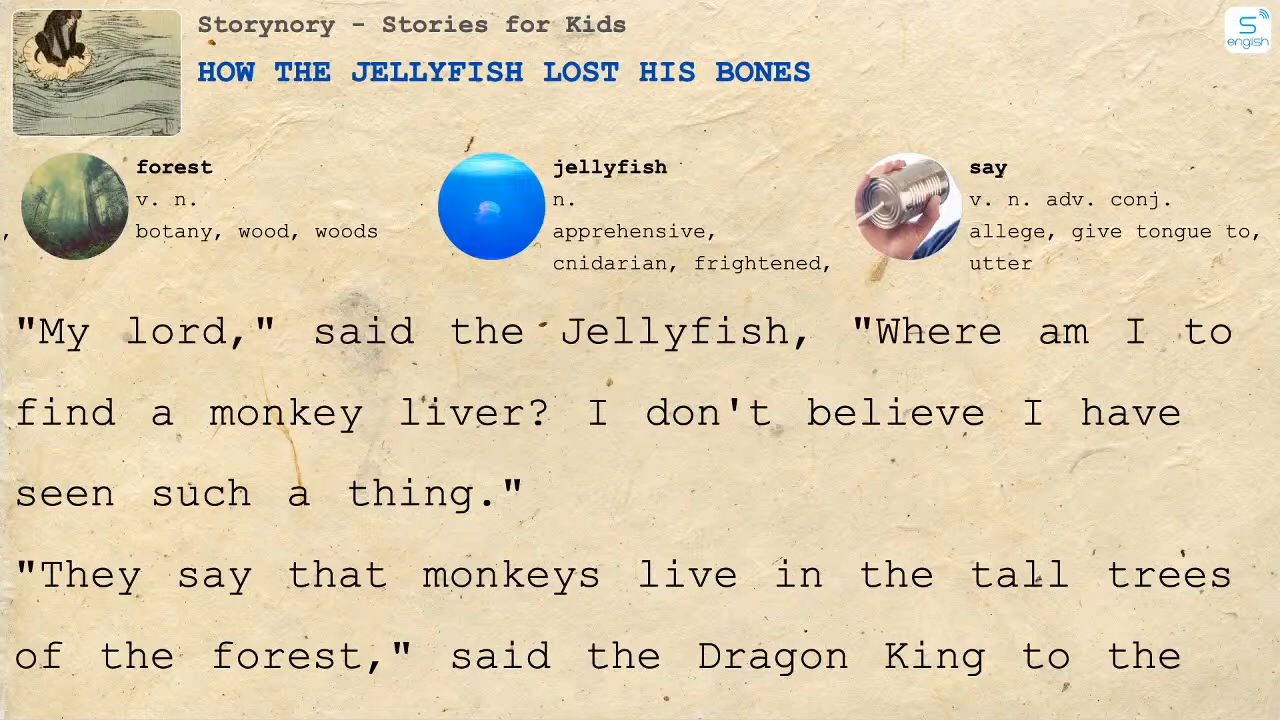 Storynory - Stories for Kids
HOW THE JELLYFISH LOST HIS BONES
S
english
forest
v. n.
botany, wood, woods
jellyfish
n.
apprehensive,
cnidarian, frightened,
say
v. n. adv. conj.
allege, give tongue to,
utter
,
"My lord," said the Jellyfish, "Where am I to
find a monkey liver? I don't believe I have
seen such a thing."
"They say that monkeys live in the tall trees
of the forest," said the Dragon King to the